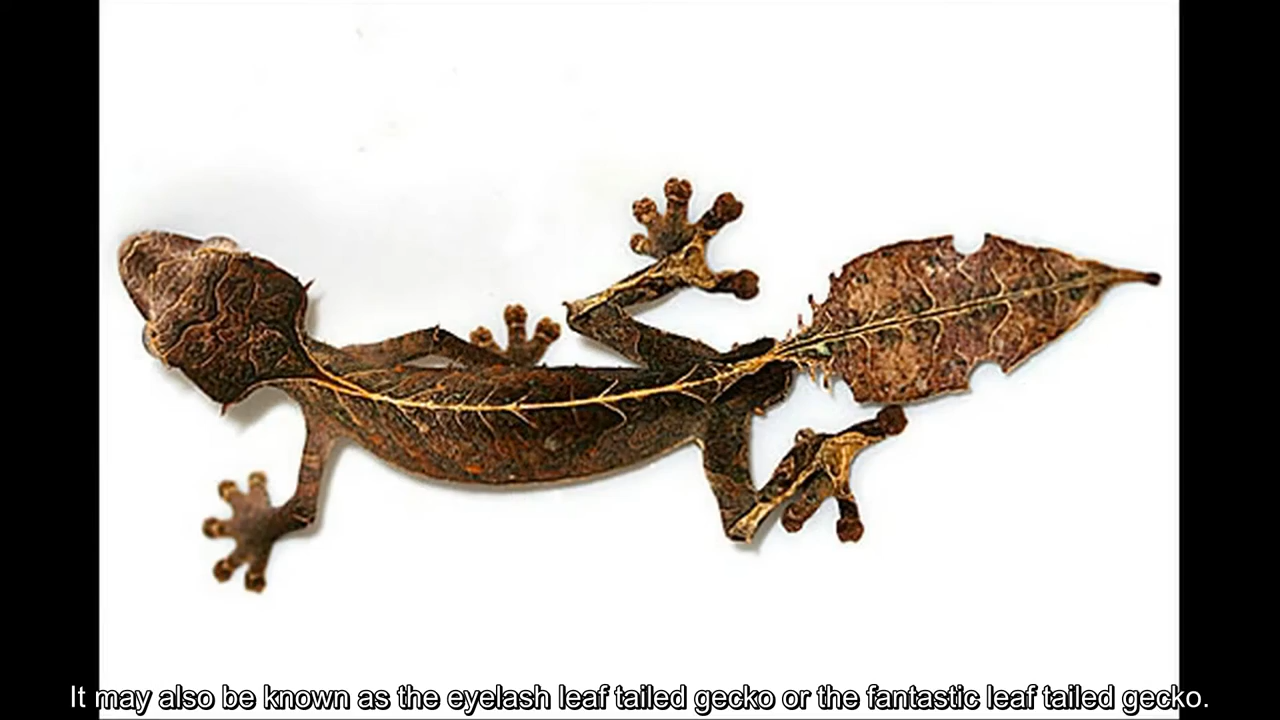 It may also be known as the eyelash leaf tailed gecko or the fantastic leaf tailed gecko.